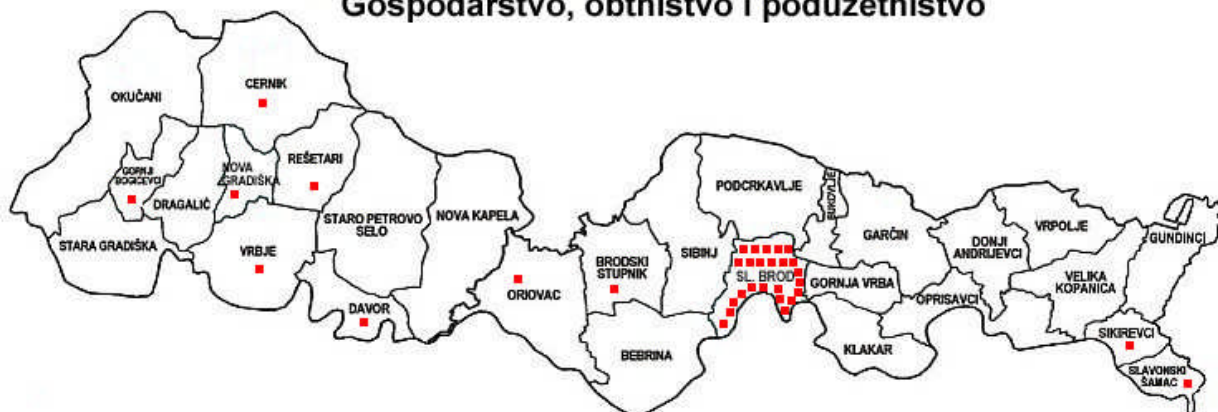 Gospodarstvo, obtništvo i poduzetništvo
OKUČANI
CERNIK
GORNJI
BOGIĆEVCI
NOVA
GRADIŠKA
REŠETARI
DRAGALIĆ
STARA GRADIŠKA
VRBJE
STARO PETROVO
SELO
NOVA KAPELA
DAVOR
ORIOVAC
BRODSKI
STUPNIK
SIBINJ
BEBRINA
PODCRKAVLJE
BUKOVLJE
SL. BROD
GARČIN
GORNJA VRBA
KLAKAR
OPRISAVCI
DONJI
ANDRIJEVCI
VRPOLJE
VELIKA
KOPANICA
GUNDINCI
SIKIREVCI
SLAVONSKI
ŠAMAC